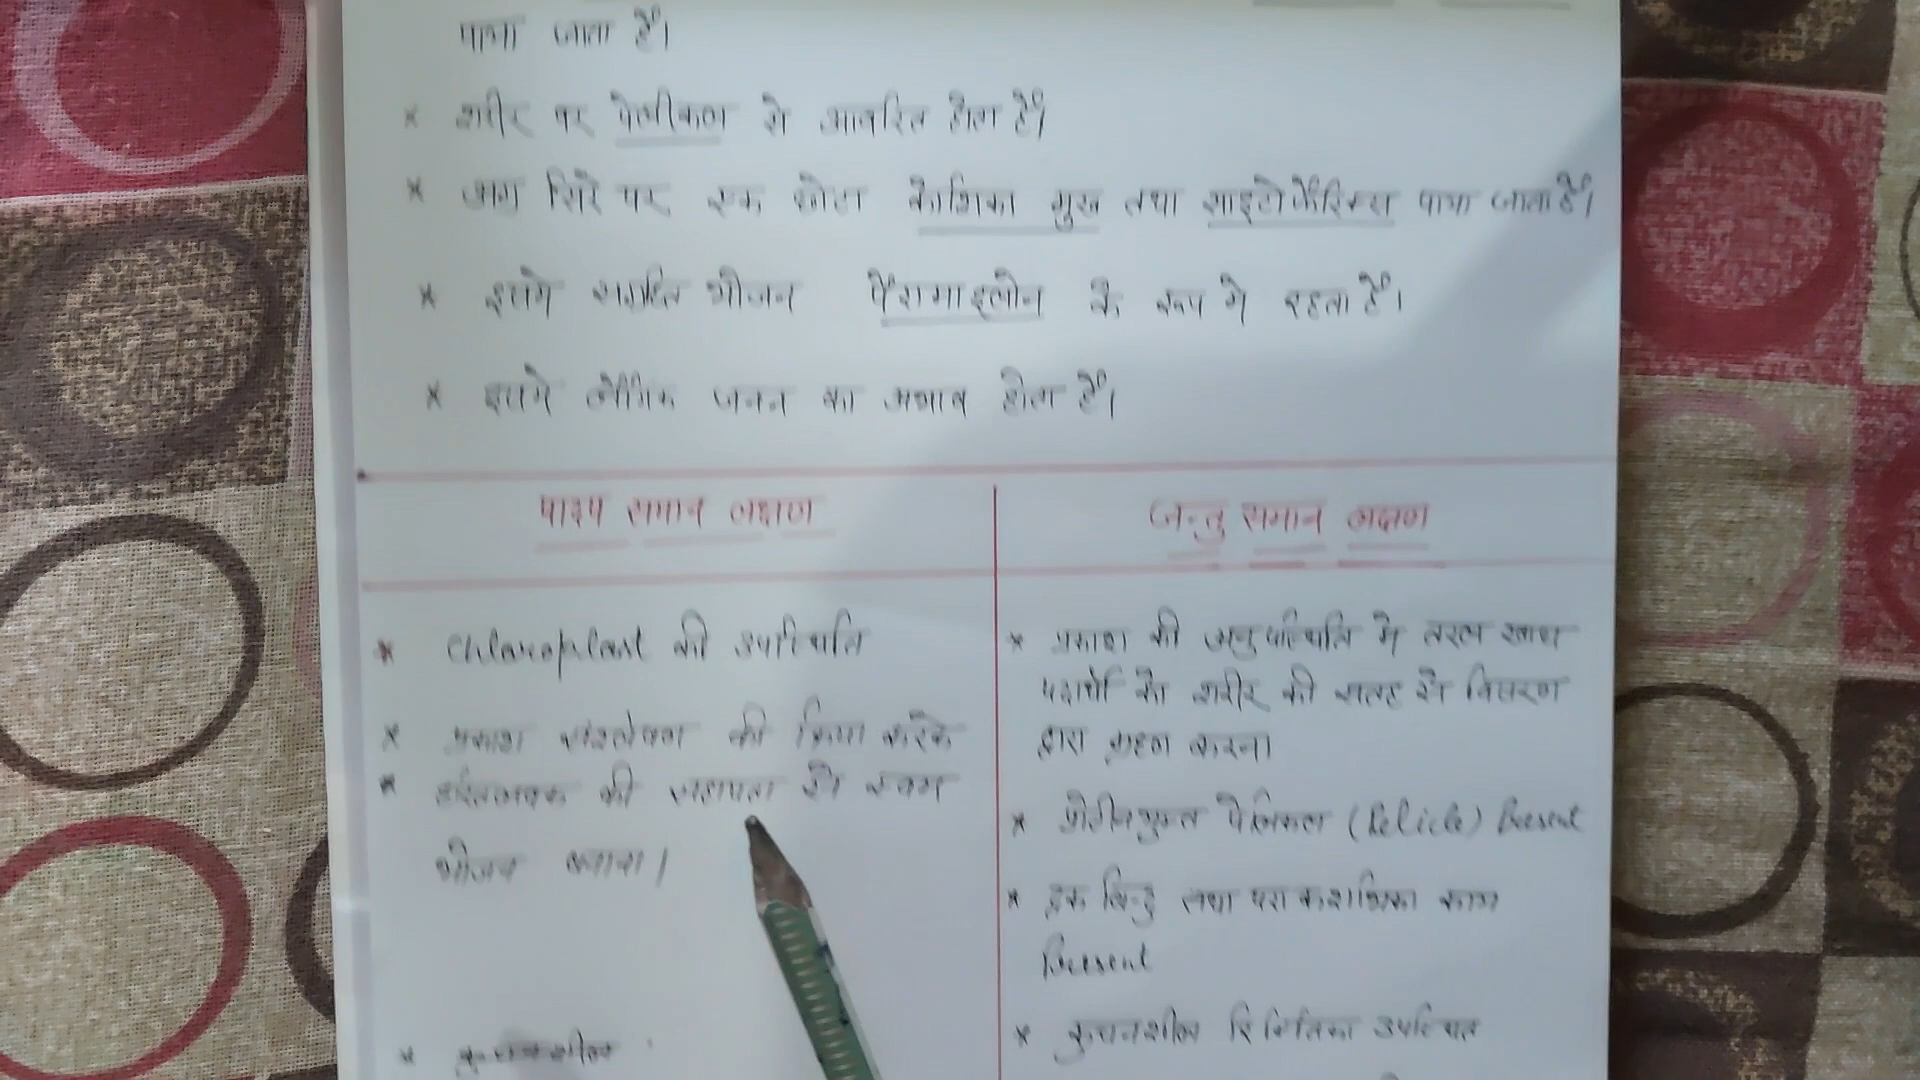 पाया जाता हैं।
* शरीर पर पेलीकल से आवरित होता हैं।
* अग्र सिरे पर एक छोटा कोशिका मुख तथा साइटोफैरिंक्स पाया जाता हैं।
* इसमे संग्रहित भोजन पैरामाइलोन के रूप मे रहता हैं।
* इसमे लैंगिक जनन का अभाव होता हैं।
पादप समान लक्षण
* Chloroplast की उपस्थिति
* प्रकाश संश्लेषण की क्रिया करके
* हरितलवक की सहायता से स्वयं
भोजन बनाना।
* कुंचनशील
जन्तु समान लक्षण
* प्रकाश की अनुपस्थिति मे तरल खाद्य
पदार्थो को शरीर की सतह से विसरण
द्वारा ग्रहण करना।
* प्रोटीनयुक्त पेलिकल (Pelicle) Present
* दृक बिन्दु तथा परा काय
Present
* कुंचनशील रिक्तिका उपस्थित